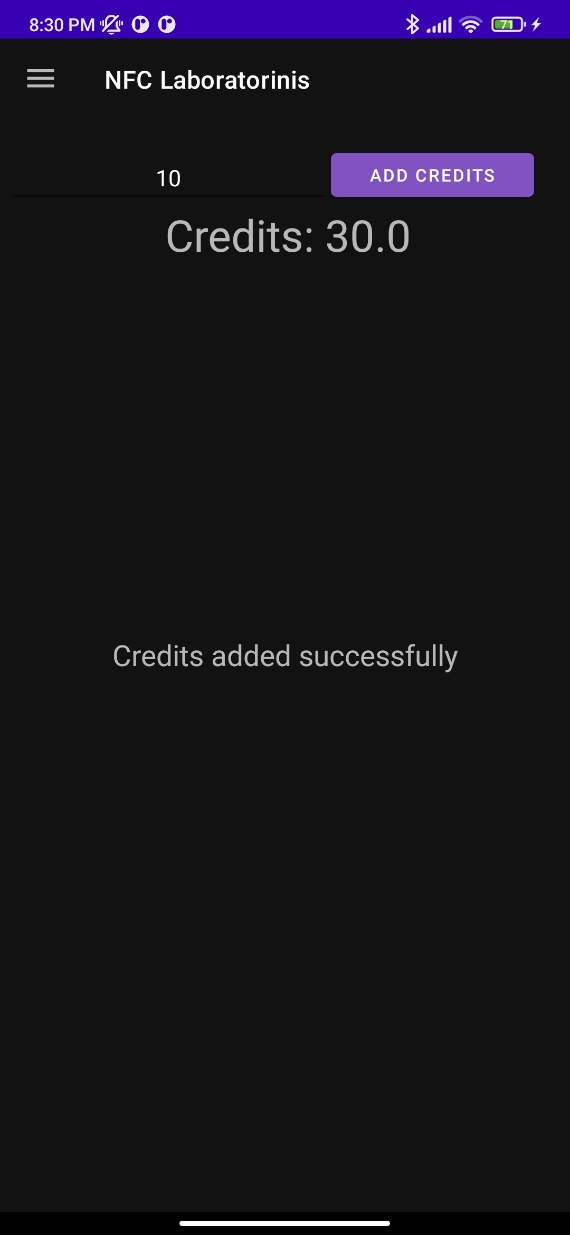 8:30 PM 71
NFC Laboratorinis
10 ADD CREDITS
Credits: 30.0
Credits added successfully